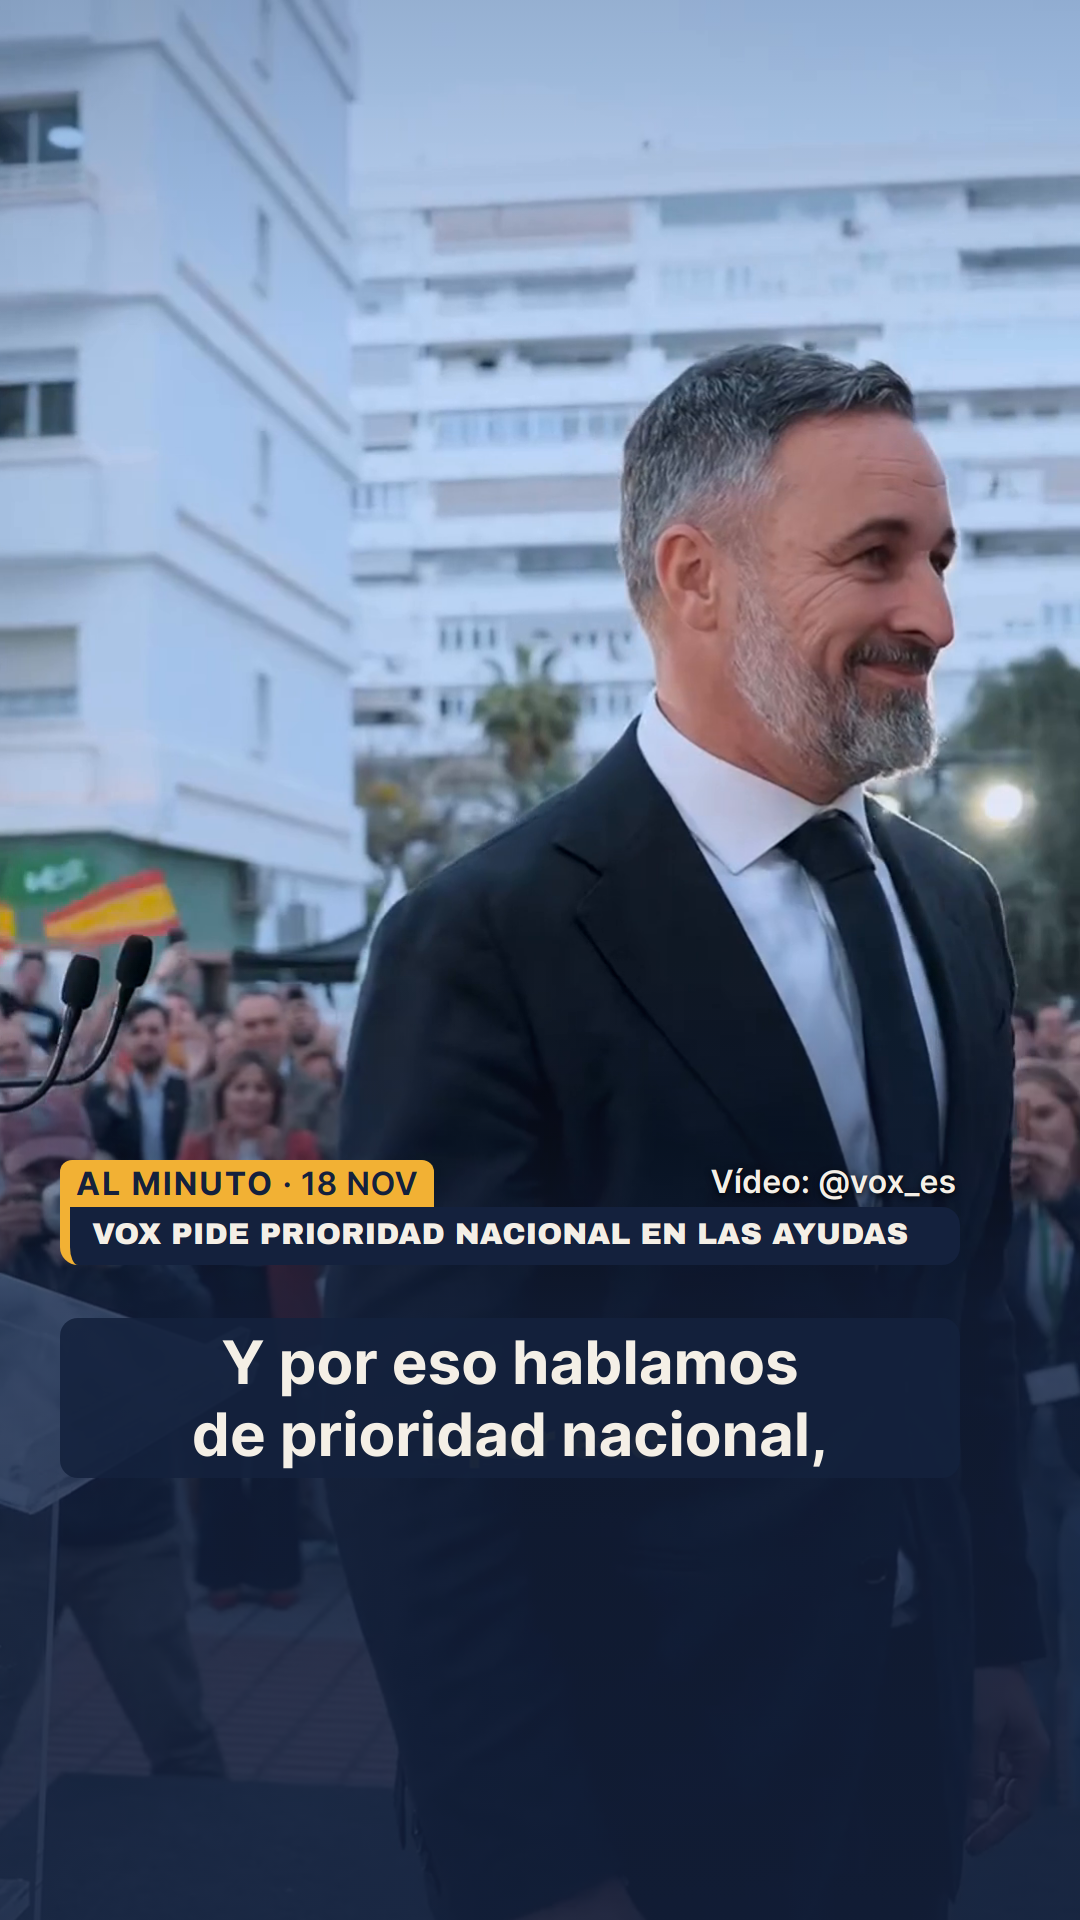 AL MINUTO · 18 NOV
Vídeo: @vox_es
VOX PIDE PRIORIDAD NACIONAL EN LAS AYUDAS
Y por eso hablamos
de prioridad nacional,